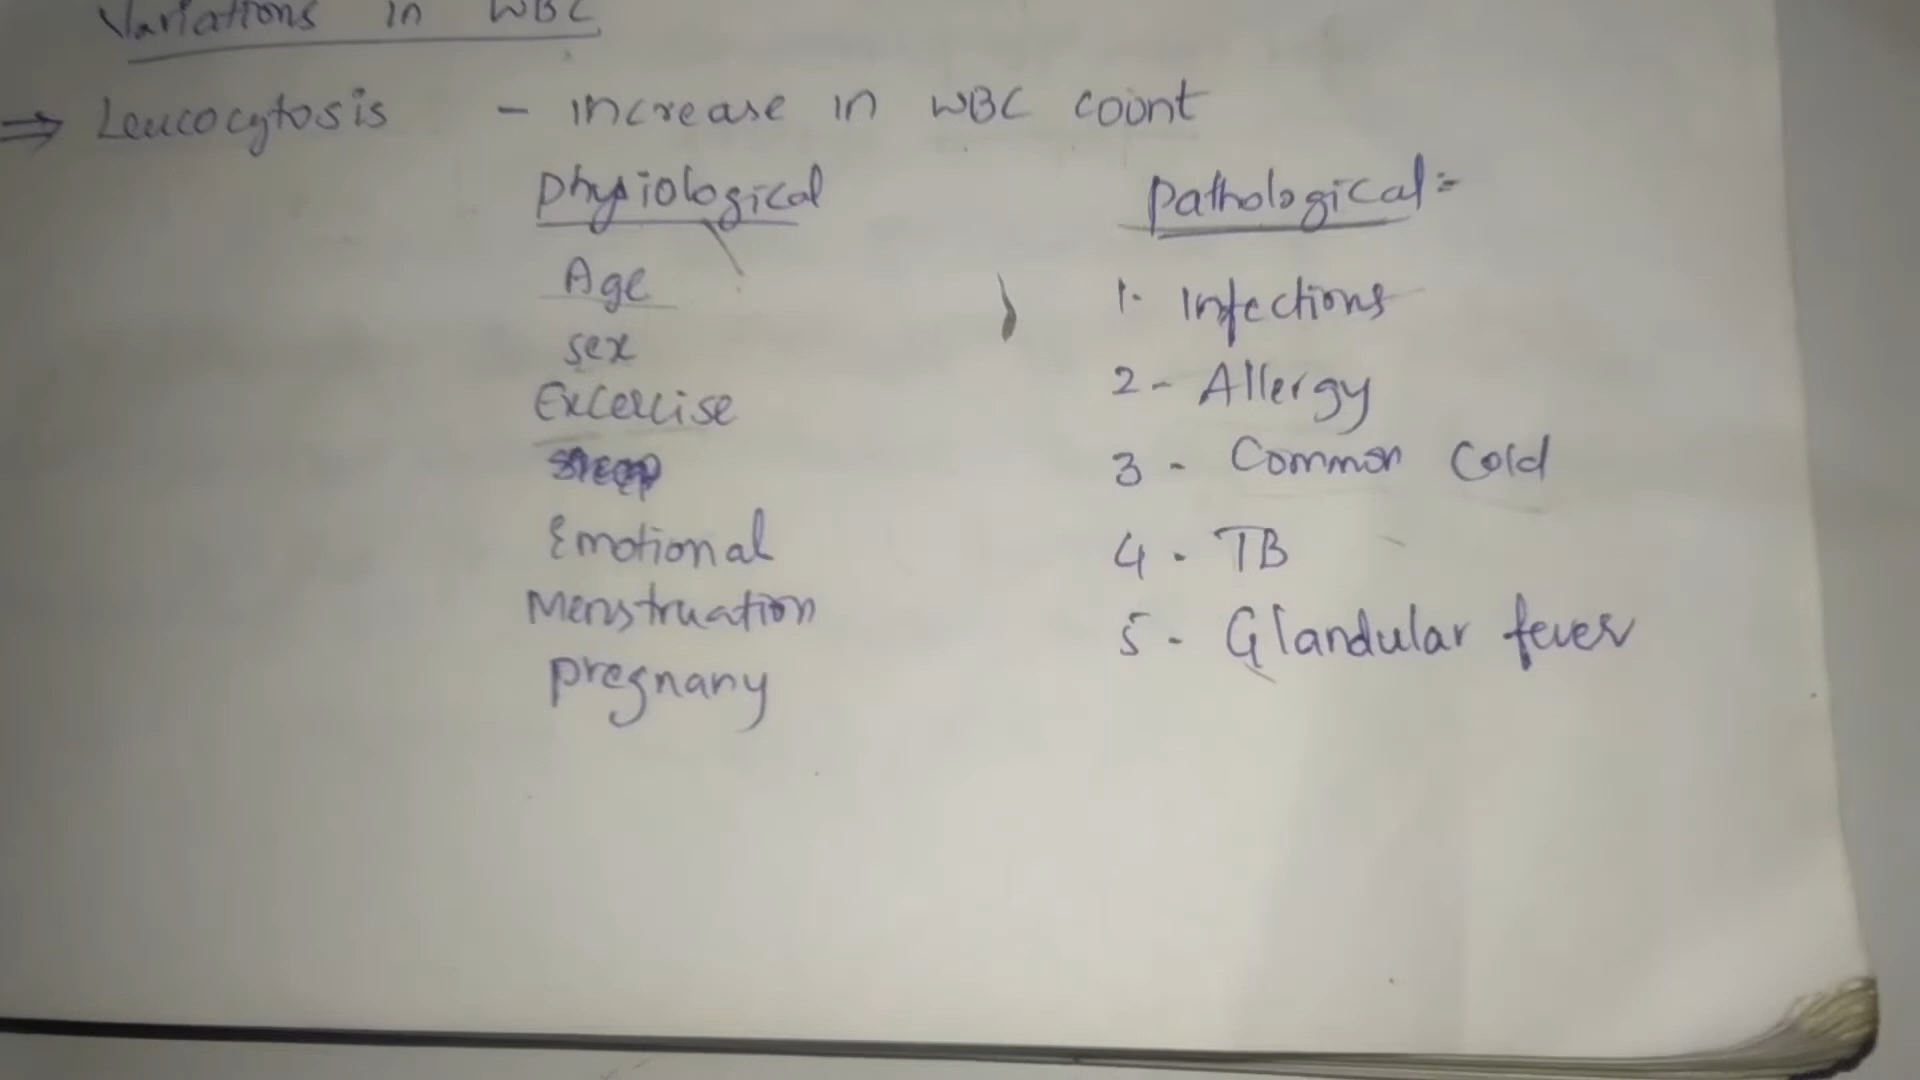 Variations in WBC
⇒ Leucocytosis - increase in WBC count
physiological
Age
sex
Excercise
Emotional
Menstruation
pregnany
pathological:-
1- Infections
2- Allergy
3- Common Cold
4- TB
5- Glandular fever